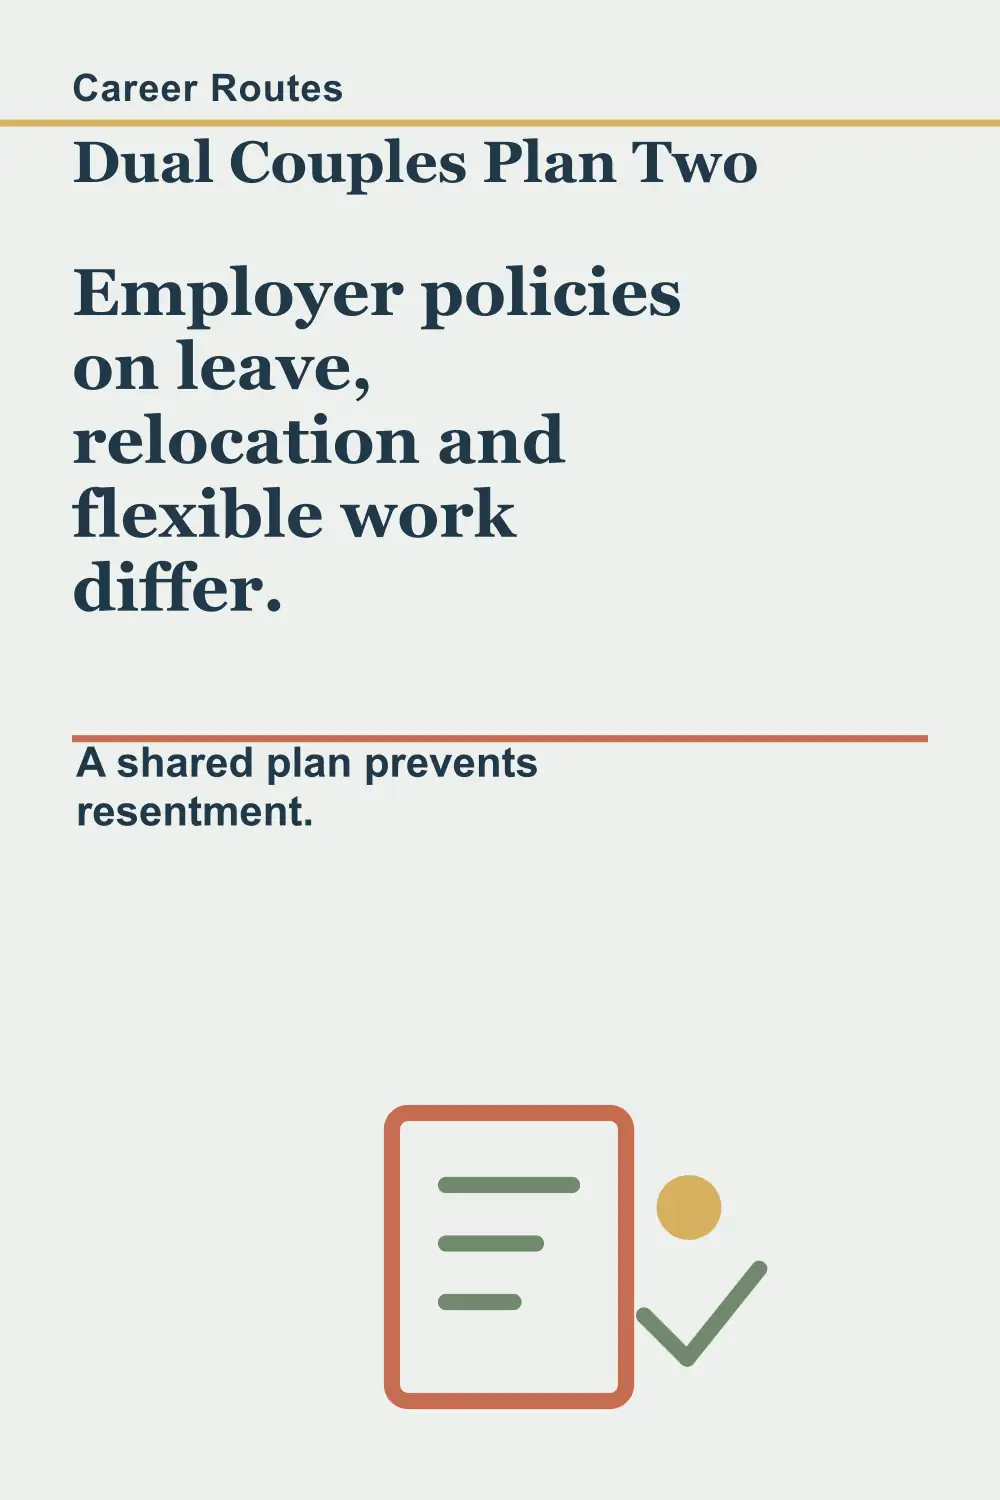 Career Routes
Dual Couples Plan Two
Employer policies
on leave,
relocation and
flexible work
differ.
A shared plan prevents
resentment.